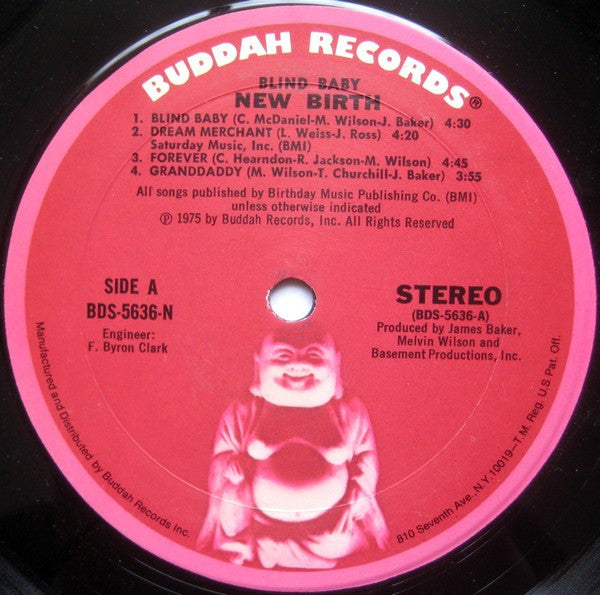 BUDDAH RECORDS®
BLIND BABY
NEW BIRTH
1. BLIND BABY (C. McDaniel-M. Wilson-J. Baker) 4:30
2. DREAM MERCHANT (L. Weiss-J. Ross) 4:20
Saturday Music, Inc. (BMI)
3. FOREVER (C. Hearndon-R. Jackson-M. Wilson) 4:45
4. GRANDDADDY (M. Wilson-T. Churchill-J. Baker) 3:55
All songs published by Birthday Music Publishing Co. (BMI)
unless otherwise indicated
Ⓟ 1975 by Buddah Records, Inc. All Rights Reserved
SIDE A
BDS-5636-N
Engineer:
F. Byron Clark
STEREO
(BDS-5636-A)
Produced by James Baker,
Melvin Wilson and
Basement Productions, Inc.
Manufactured and Distributed by Buddah Records Inc.
810 Seventh Ave. N.Y. 10019—T.M. Reg. U.S Pat. Off.